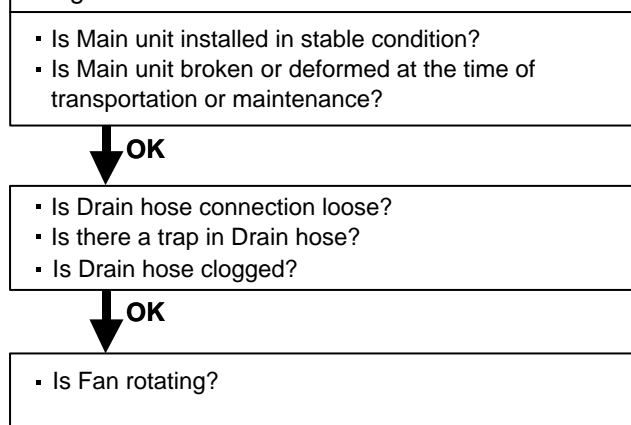 ▪ Is Main unit installed in stable condition?
▪ Is Main unit broken or deformed at the time of
transportation or maintenance?
OK
▪ Is Drain hose connection loose?
▪ Is there a trap in Drain hose?
▪ Is Drain hose clogged?
OK
▪ Is Fan rotating?